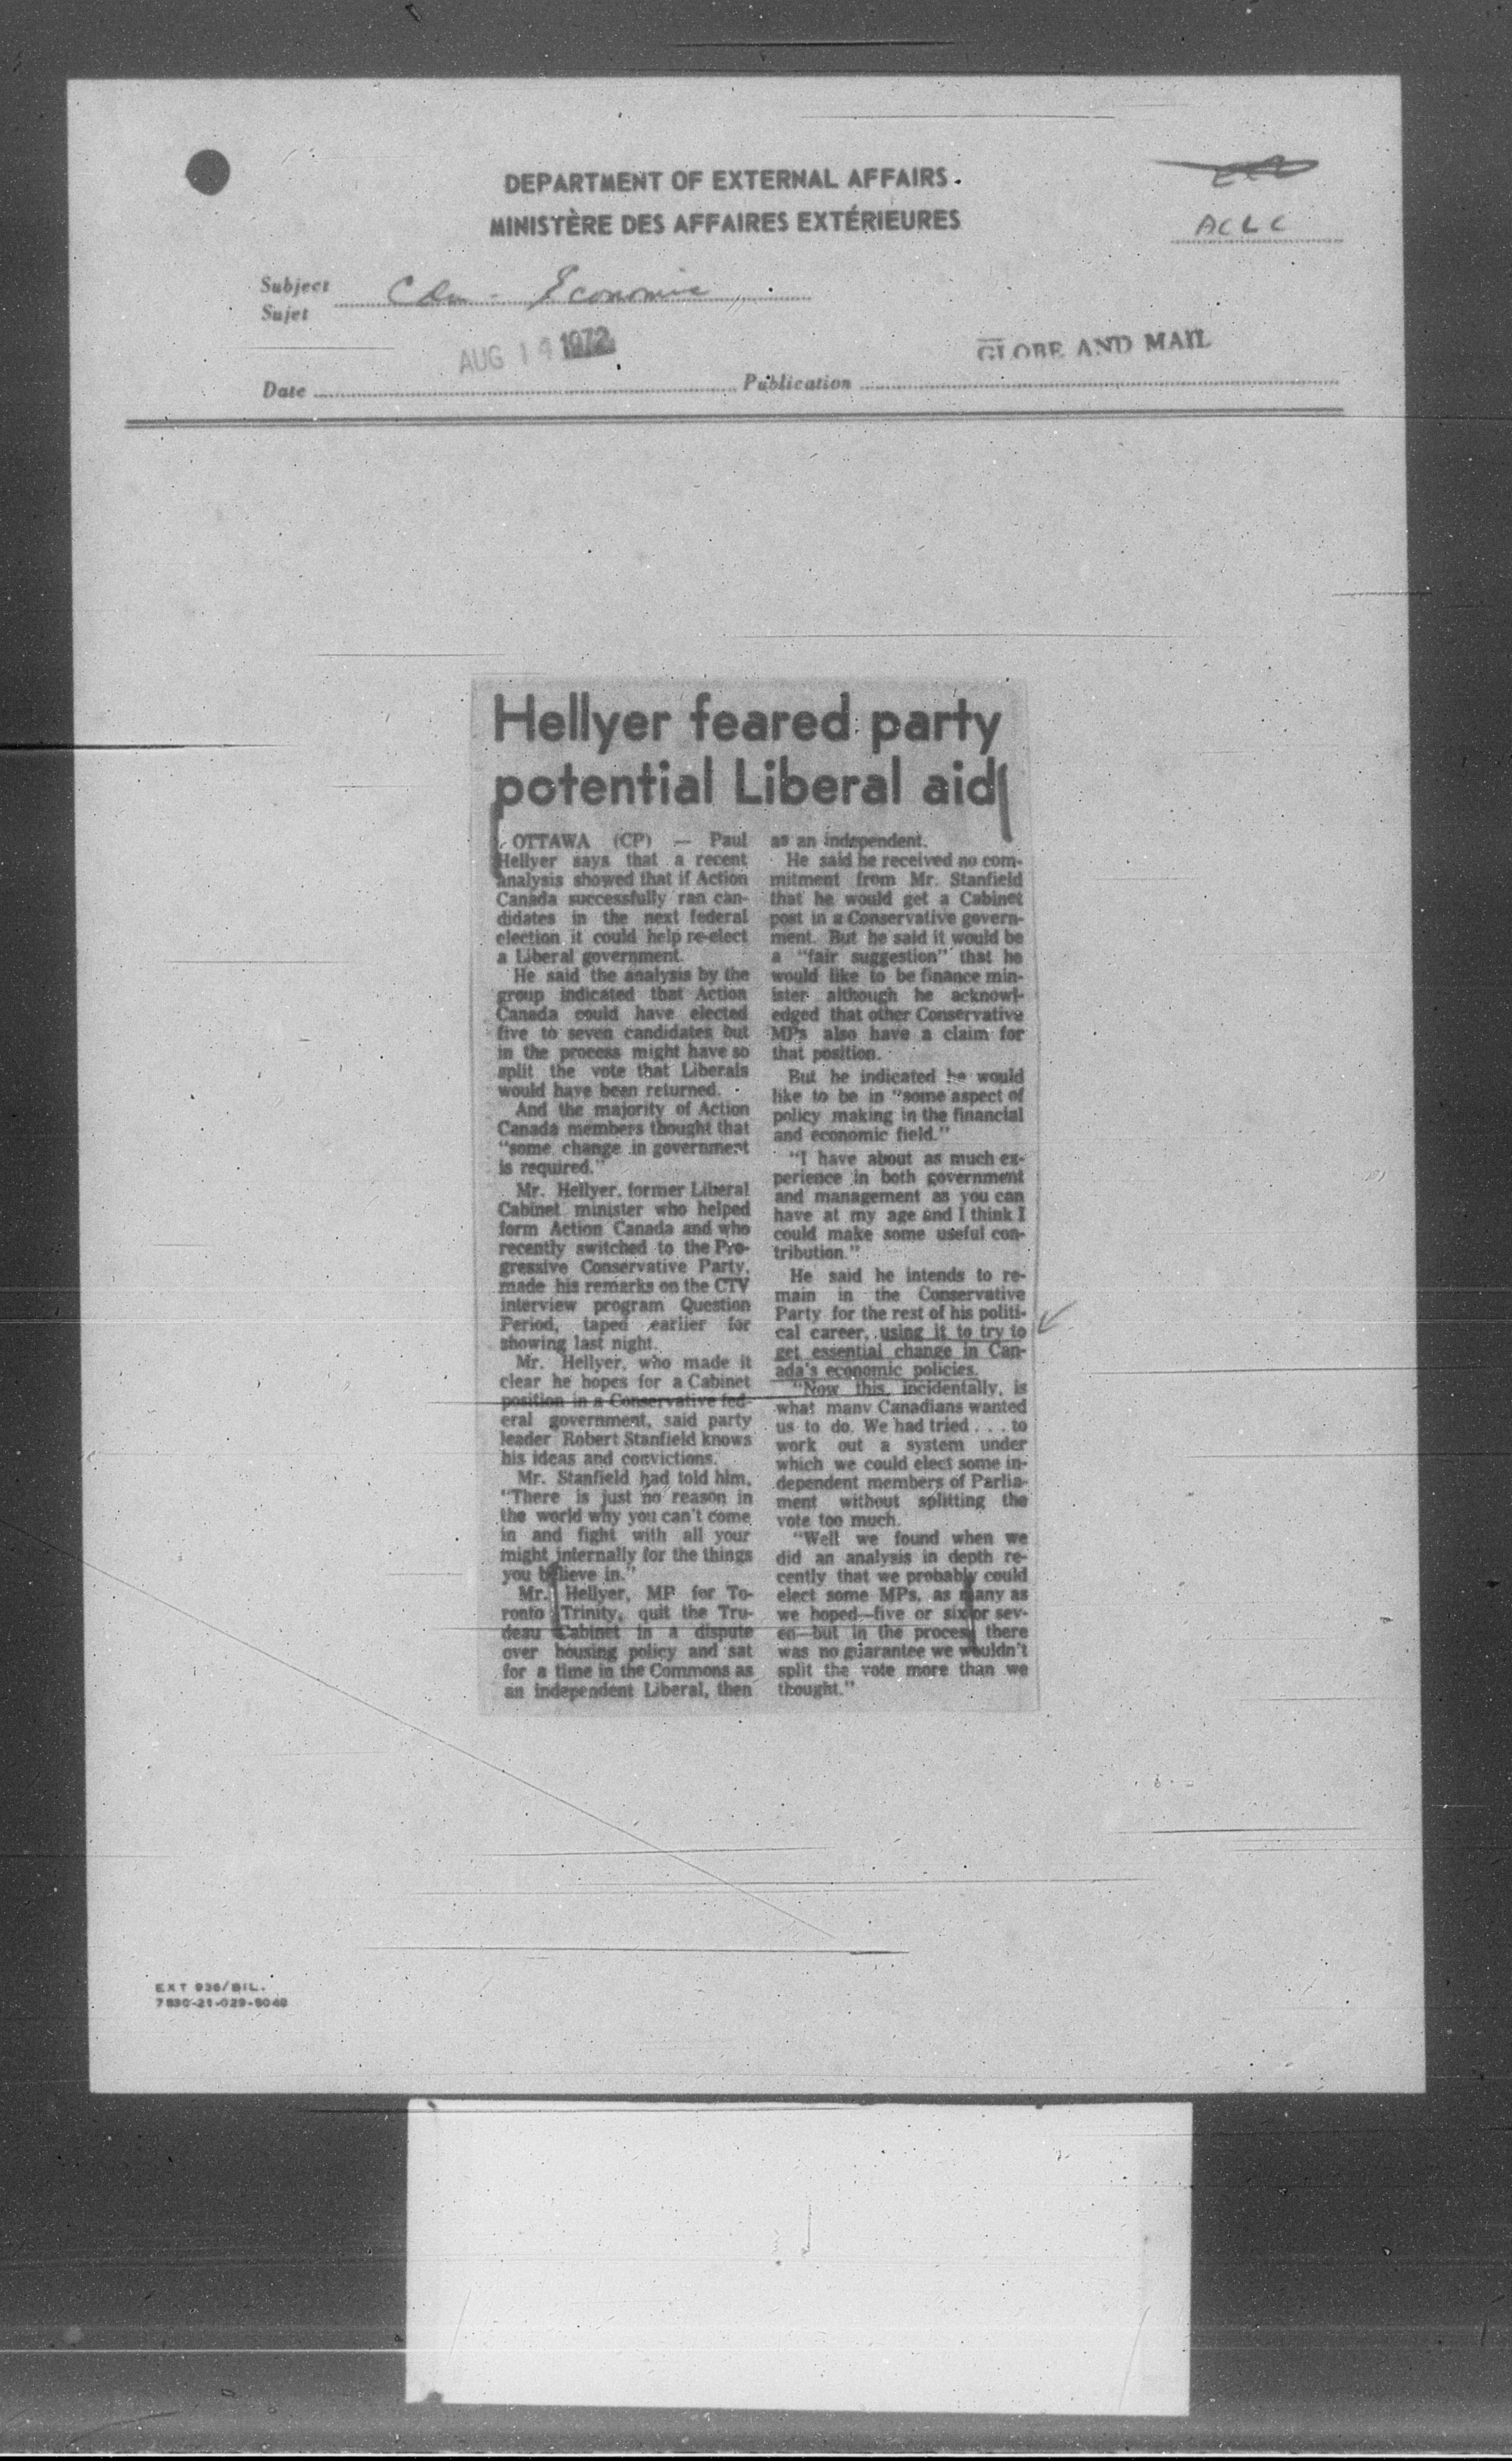 DEPARTMENT OF EXTERNAL AFFAIRS.
MINISTÈRE DES AFFAIRES EXTÉRIEURES
ACLC
Subject
Sujet
Cdn - Economic
AUG 14 1972
GLOBE AND MAIL
Date
Publication
Hellyer feared party
potential Liberal aid
OTTAWA (CP) — Paul
Hellyer says that a recent
analysis showed that if Action
Canada successfully ran can-
didates in the next federal
election it could help re-elect
a Liberal government.
He said the analysis by the
group indicated that Action
Canada could have elected
five to seven candidates but
in the process might have so
split the vote that Liberals
would have been returned.
And the majority of Action
Canada members thought that
"some change in government
is required."
Mr. Hellyer, former Liberal
Cabinet minister who helped
form Action Canada and who
recently switched to the Pro-
gressive Conservative Party,
made his remarks on the CTV
interview program Question
Period, taped earlier for
showing last night.
Mr. Hellyer, who made it
clear he hopes for a Cabinet
position in a Conservative fed-
eral government, said party
leader Robert Stanfield knows
his ideas and convictions.
Mr. Stanfield had told him,
"There is just no reason in
the world why you can't come
in and fight with all your
might internally for the things
you believe in."
Mr. Hellyer, MP for To-
ronto Trinity, quit the Tru-
deau Cabinet in a dispute
over housing policy and sat
for a time in the Commons as
an independent Liberal, then
as an independent.
He said he received no com-
mitment from Mr. Stanfield
that he would get a Cabinet
post in a Conservative govern-
ment. But he said it would be
a "fair suggestion" that he
would like to be finance min-
ister although he acknowl-
edged that other Conservative
MPs also have a claim for
that position.
But he indicated he would
like to be in "some aspect of
policy making in the financial
and economic field."
"I have about as much ex-
perience in both government
and management as you can
have at my age and I think I
could make some useful con-
tribution."
He said he intends to re-
main in the Conservative
Party for the rest of his politi-
cal career, using it to try to
get essential change in Can-
ada's economic policies.
"Now this, incidentally, is
what many Canadians wanted
us to do. We had tried . . . to
work out a system under
which we could elect some in-
dependent members of Parlia-
ment without splitting the
vote too much.
"Well we found when we
did an analysis in depth re-
cently that we probably could
elect some MPs, as many as
we hoped—five or six or sev-
en—but in the process there
was no guarantee we wouldn't
split the vote more than we
thought."
EXT 936/BIL.
7530-21-029-5048